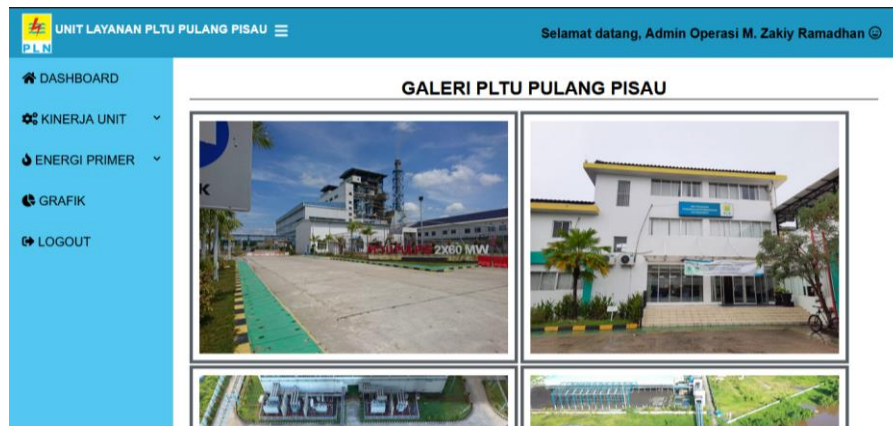 PLN
UNIT LAYANAN PLTU PULANG PISAU
Selamat datang, Admin Operasi M. Zakiy Ramadhan
DASHBOARD
KINERJA UNIT
ENERGI PRIMER
GRAFIK
LOGOUT
GALERI PLTU PULANG PISAU
K
2X60 MW